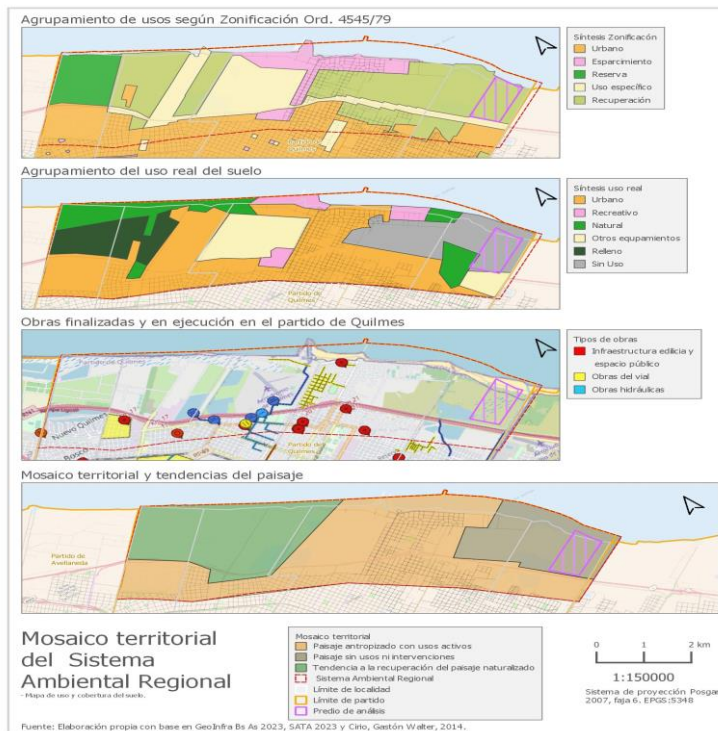 Agrupamiento de usos según Zonificación Ord. 4545/79
Síntesis Zonificacón
Urbano
Esparcimiento
Reserva
Uso específico
Recuperación
Agrupamiento del uso real del suelo
Síntesis uso real
Urbano
Recreativo
Natural
Otros equpamientos
Relleno
Sin Uso
Partido de
Quilmes
Obras finalizadas y en ejecución en el partido de Quilmes
Tipos de obras
Infraestructura edilicia y
espacio público
Obras del vial
Obras hidráulicas
Nuevo Quilmes
Partido de
Quilmes
Mosaico territorial y tendencias del paisaje
Partido de
Avellaneda
Mosaico territorial
del Sistema
Ambiental Regional
- Mapa de uso y cobertura del suelo.
Mosaico territorial
Paisaje antropizado con usos activos
Paisaje sin usos ni intervenciones
Tendencia a la recuperación del paisaje naturalizado
Sistema Ambiental Regional
Límite de localidad
Límite de partido
Predio de análisis
0 1 2 km
1:150000
Sistema de proyección Posgar
2007, faja 6. EPGS:5348
Fuente: Elaboración propia con base en GeoInfra Bs As 2023, SATA 2023 y Cirio, Gastón Walter, 2014.